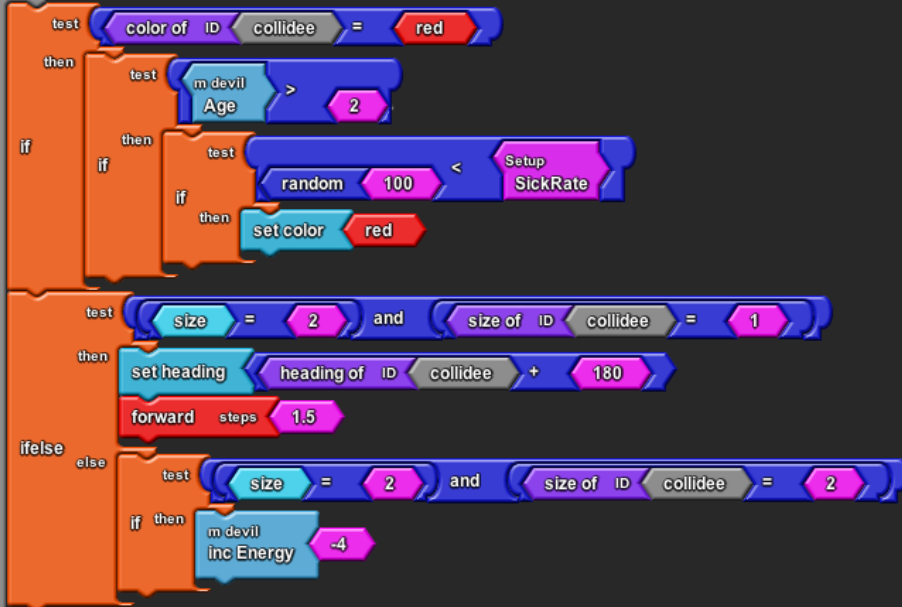 test color of ID collidee = red
then
test m devil Age > 2
if
then
if
test random 100 < Setup SickRate
if
then set color red
test size = 2 and size of ID collidee = 1
then set heading heading of ID collidee + 180
forward steps 1.5
ifelse
else
test size = 2 and size of ID collidee = 2
if then m devil inc Energy -4